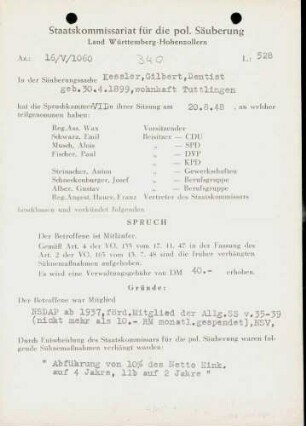 Staatskommissariat für die pol. Säuberung
Land Württemberg-Hohenzollern
Az.: 16/V/1060 340 L: 528
In der Säuberungssache Kessler, Gilbert, Dentist
geb. 30.4.1899, wohnhaft Tuttlingen
hat die Spruchkammer VII in ihrer Sitzung am 20.8.48 , an welcher
teilgenommen haben:
Reg.Ass. Wax Vorsitzender
Schwarz, Emil Beisitzer — CDU
Musch, Alois „ — SPD
Fischer, Paul „ — DVP
„ — KPD
Steinacher, Anton „ — Gewerkschaften
Schneckenburger, Josef „ — Berufsgruppe
Alber, Gustav „ — Berufsgruppe
Reg.Angest. Hauer, Franz Vertreter des Staatskommissars
beschlossen und verkündet folgenden
SPRUCH
Der Betroffene ist Mitläufer.
Gemäß Art. 4 der VO. 133 vom 17. 11. 47 in der Fassung des
Art. 2 der VO. 165 vom 13. 7. 48 sind die früher verhängten
Sühnemaßnahmen aufgehoben.
Es wird eine Verwaltungsgebühr von DM 40.- erhoben.
Gründe:
Der Betroffene war Mitglied
NSDAP ab 1937, förd. Mitglied der Allg.SS v. 35-39
(nicht mehr als 10.- RM monatl. gespendet), NSV,
Durch Entscheidung des Staatskommissars für die pol. Säuberung waren folgende
Sühnemaßnahmen verhängt worden:
" Abführung von 10% des Netto Eink.
auf 4 Jahre, 11b auf 2 Jahre "